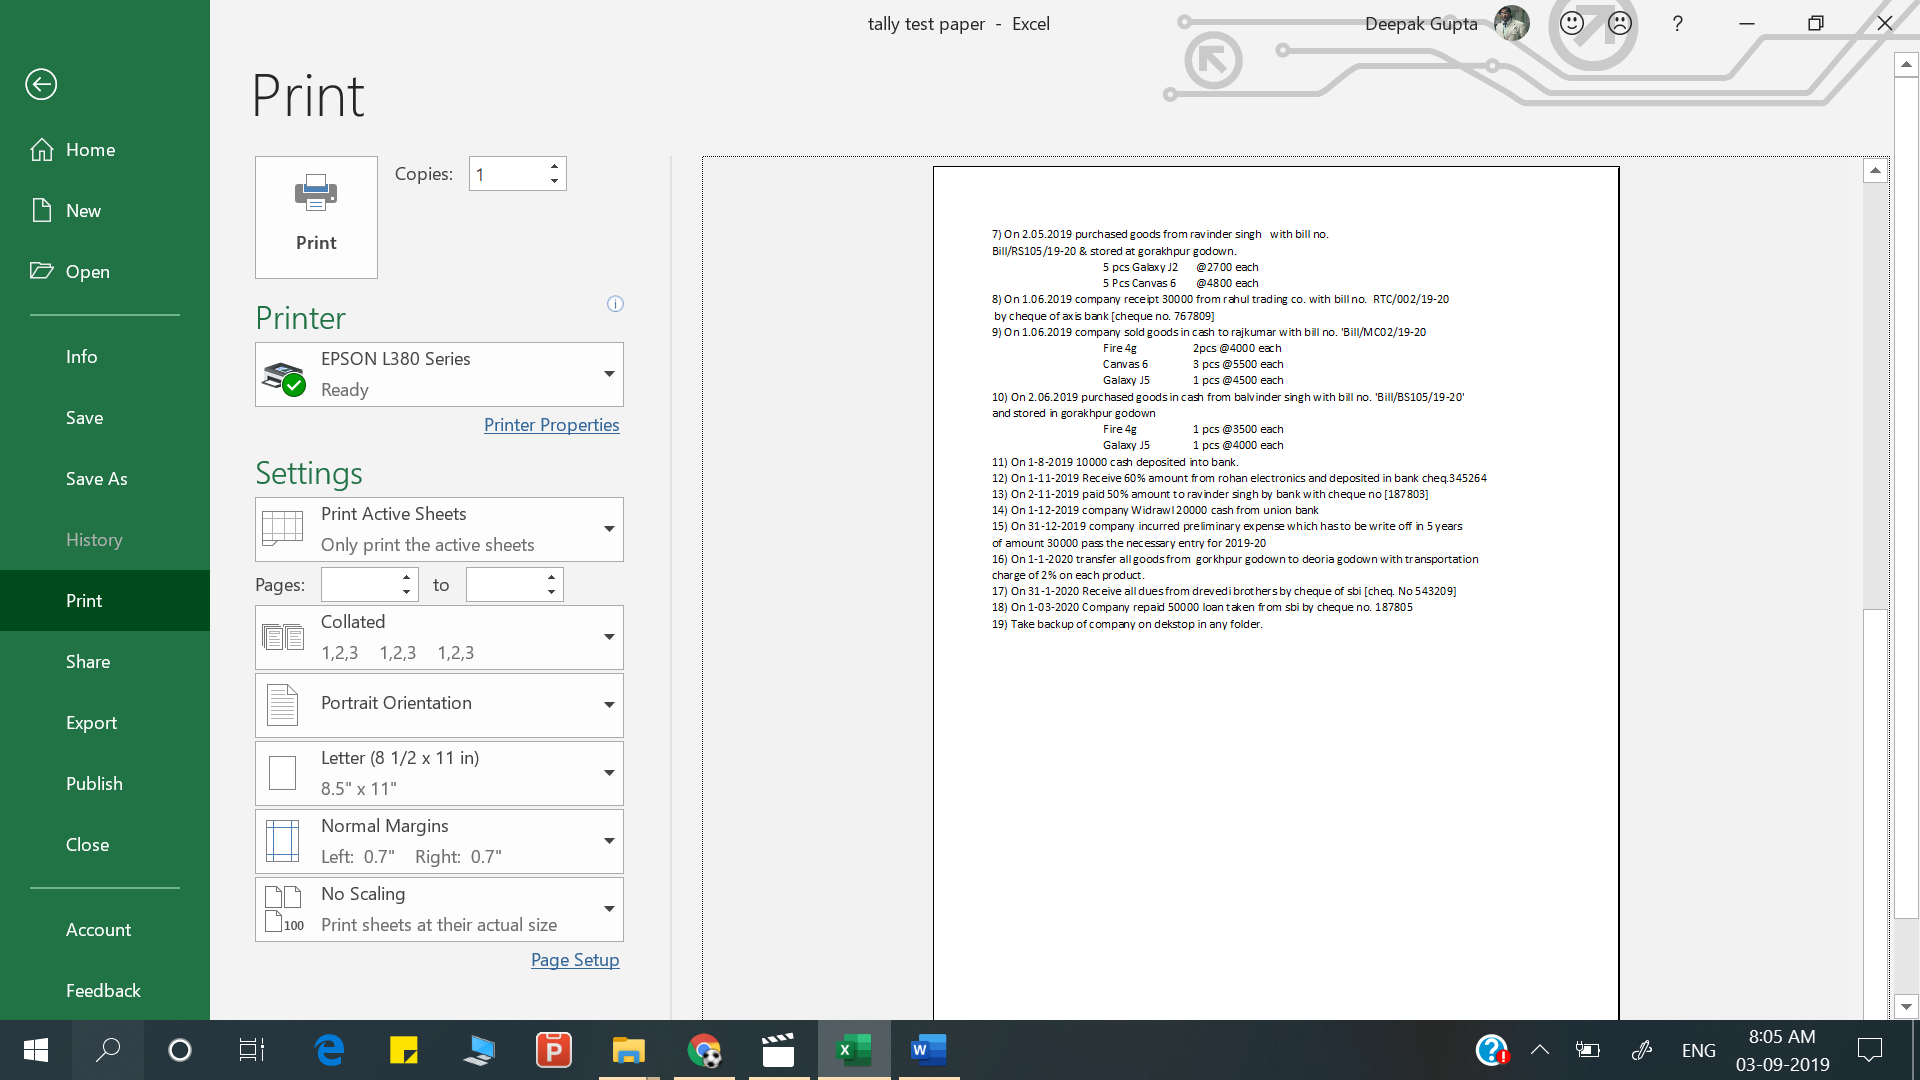 tally test paper - Excel
Deepak Gupta
?
Print
Home
New
Open
Info
Save
Save As
History
Print
Share
Export
Publish
Close
Account
Feedback
Print
Copies: 1
Printer
EPSON L380 Series
Ready
Printer Properties
Settings
Print Active Sheets
Only print the active sheets
Pages: to
Collated
1,2,3 1,2,3 1,2,3
Portrait Orientation
Letter (8 1/2 x 11 in)
8.5" x 11"
Normal Margins
Left: 0.7" Right: 0.7"
No Scaling
100
Print sheets at their actual size
Page Setup
7) On 2.05.2019 purchased goods from ravinder singh with bill no.
Bill/RS105/19-20 & stored at gorakhpur godown.
5 pcs Galaxy J2 @2700 each
5 Pcs Canvas 6 @4800 each
8) On 1.06.2019 company receipt 30000 from rahul trading co. with bill no. RTC/002/19-20
by cheque of axis bank [cheque no. 767809]
9) On 1.06.2019 company sold goods in cash to rajkumar with bill no. 'Bill/MC02/19-20
Fire 4g 2pcs @4000 each
Canvas 6 3 pcs @5500 each
Galaxy J5 1 pcs @4500 each
10) On 2.06.2019 purchased goods in cash from balvinder singh with bill no. 'Bill/BS105/19-20'
and stored in gorakhpur godown
Fire 4g 1 pcs @3500 each
Galaxy J5 1 pcs @4000 each
11) On 1-8-2019 10000 cash deposited into bank.
12) On 1-11-2019 Receive 60% amount from rohan electronics and deposited in bank cheq.345264
13) On 2-11-2019 paid 50% amount to ravinder singh by bank with cheque no [187803]
14) On 1-12-2019 company Widrawl 20000 cash from union bank
15) On 31-12-2019 company incurred preliminary expense which has to be write off in 5 years
of amount 30000 pass the necessary entry for 2019-20
16) On 1-1-2020 transfer all goods from gorkhpur godown to deoria godown with transportation
charge of 2% on each product.
17) On 31-1-2020 Receive all dues from drevedi brothers by cheque of sbi [cheq. No 543209]
18) On 1-03-2020 Company repaid 50000 loan taken from sbi by cheque no. 187805
19) Take backup of company on dekstop in any folder.
ENG
8:05 AM
03-09-2019